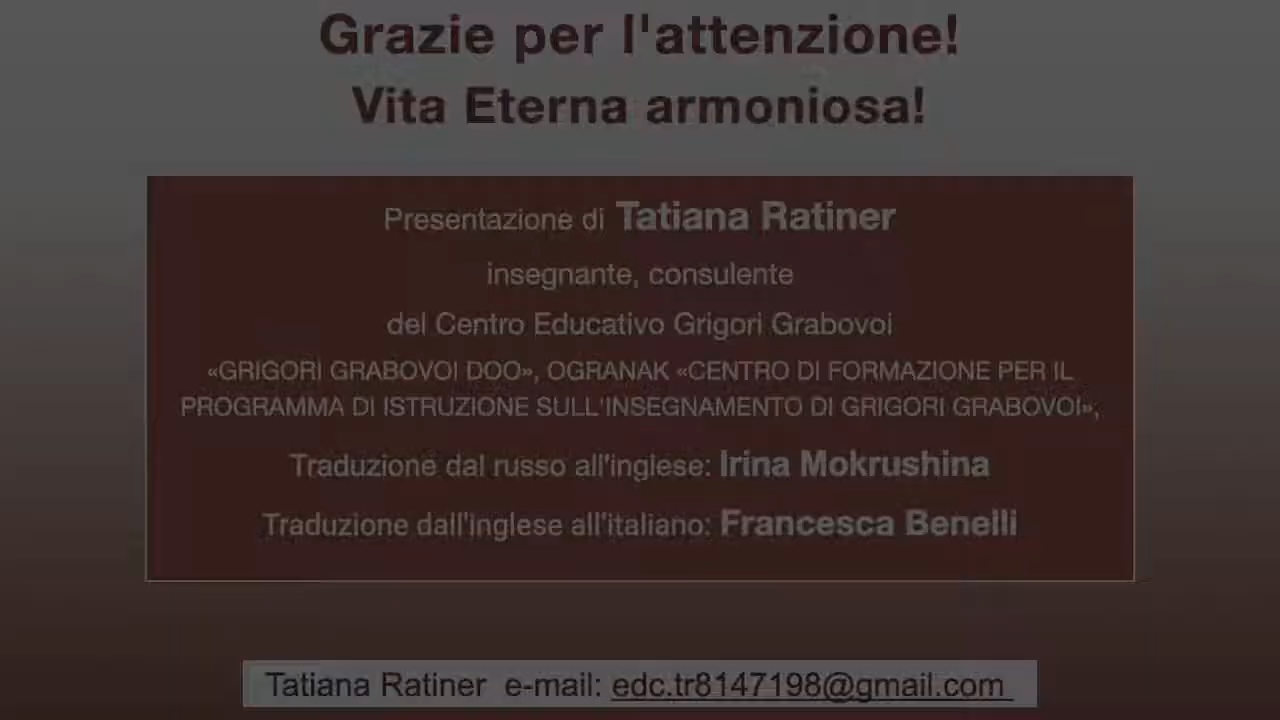 Grazie per l'attenzione!
Vita Eterna armoniosa!
Presentazione di Tatiana Ratiner
insegnante, consulente
del Centro Educativo Grigori Grabovoi
«GRIGORI GRABOVOI DOO», OGRANAK «CENTRO DI FORMAZIONE PER IL
PROGRAMMA DI ISTRUZIONE SULL'INSEGNAMENTO DI GRIGORI GRABOVOI»,
Traduzione dal russo all'inglese: Irina Mokrushina
Traduzione dall'inglese all'italiano: Francesca Benelli
Tatiana Ratiner e-mail: edc.tr8147198@gmail.com